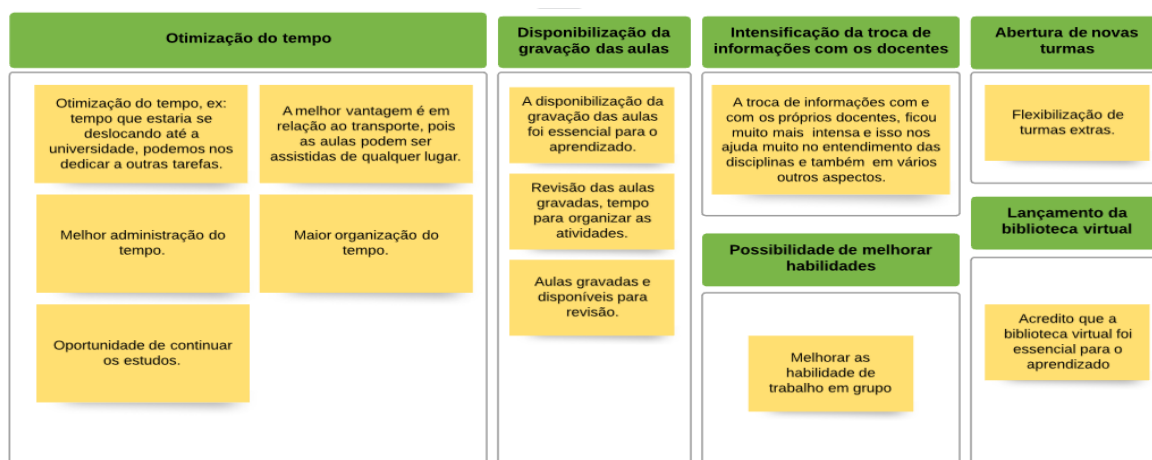 Otimização do tempo
Otimização do tempo, ex:
tempo que estaria se
deslocando até a
universidade, podemos nos
dedicar a outras tarefas.
A melhor vantagem é em
relação ao transporte, pois
as aulas podem ser
assistidas de qualquer lugar.
Melhor administração do
tempo.
Maior organização do
tempo.
Oportunidade de continuar
os estudos.
Disponibilização da
gravação das aulas
A disponibilização da
gravação das aulas
foi essencial para o
aprendizado.
Revisão das aulas
gravadas, tempo
para organizar as
atividades.
Aulas gravadas e
disponíveis para
revisão.
Intensificação da troca de
informações com os docentes
A troca de informações com e
com os próprios docentes, ficou
muito mais intensa e isso nos
ajuda muito no entendimento das
disciplinas e também em vários
outros aspectos.
Possibilidade de melhorar
habilidades
Melhorar as
habilidade de
trabalho em grupo
Abertura de novas
turmas
Flexibilização de
turmas extras.
Lançamento da
biblioteca virtual
Acredito que a
biblioteca virtual foi
essencial para o
aprendizado